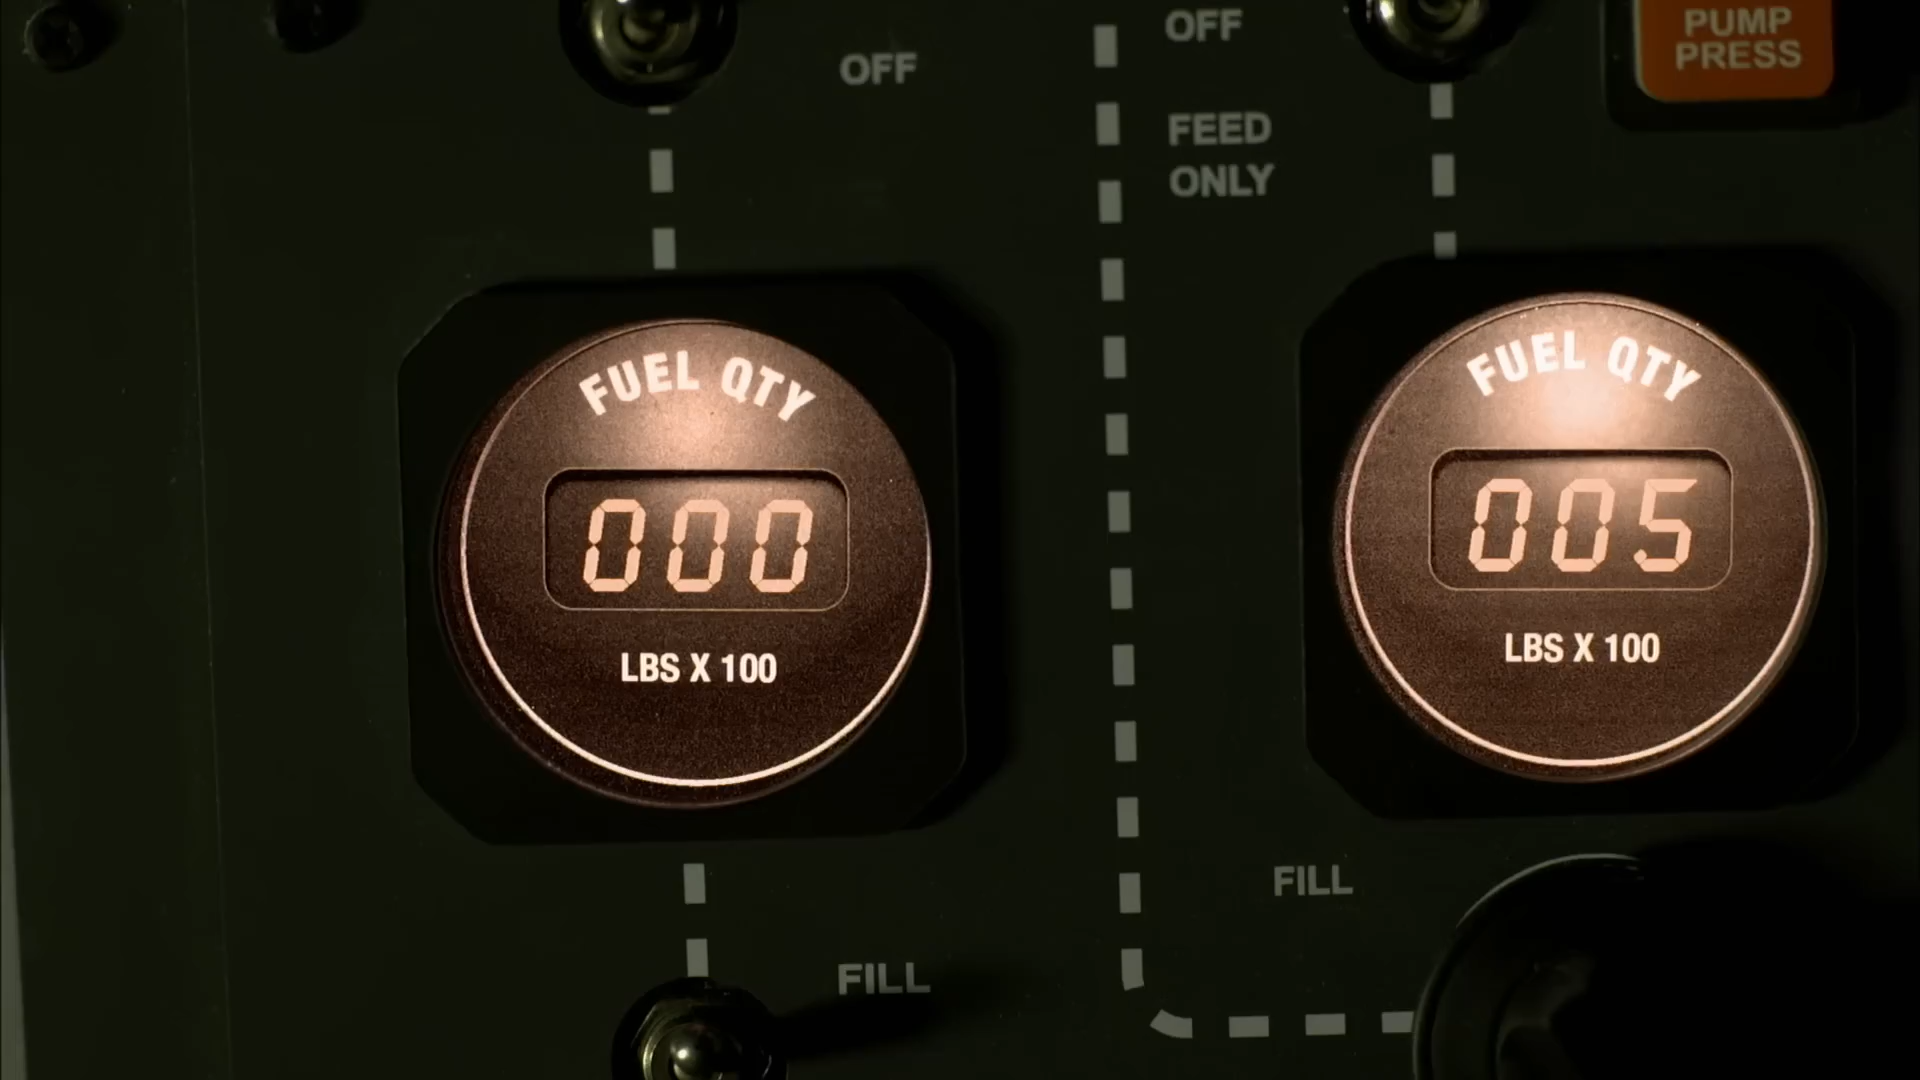 OFF
OFF
PUMP
PRESS
FEED
ONLY
FUEL QTY
000
LBS X 100
FUEL QTY
005
LBS X 100
FILL
FILL